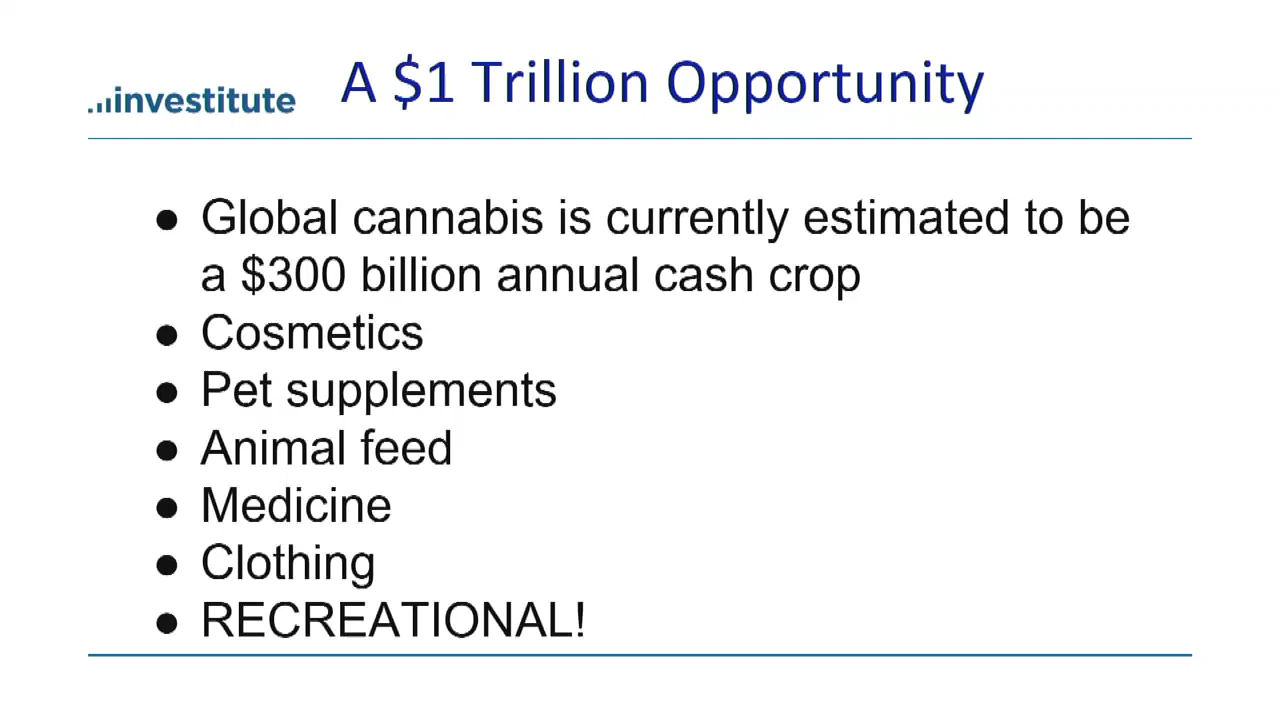 A $1 Trillion Opportunity
investitute
● Global cannabis is currently estimated to be
a $300 billion annual cash crop
● Cosmetics
● Pet supplements
● Animal feed
● Medicine
● Clothing
● RECREATIONAL!